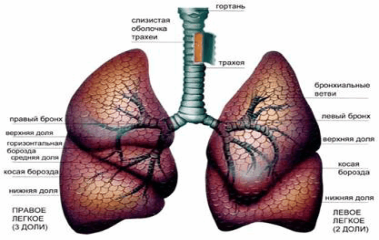 гортань
слизистая
оболочка
трахеи
трахея
бронхиальные
ветви
правый бронх
верхняя доля
горизонтальная
борозда
средняя доля
косая борозда
нижняя доля
ПРАВОЕ
ЛЕГКОЕ
(3 ДОЛИ)
левый бронх
верхняя доля
косая
борозда
нижняя доля
ЛЕВОЕ
ЛЕГКОЕ
(2 ДОЛИ)